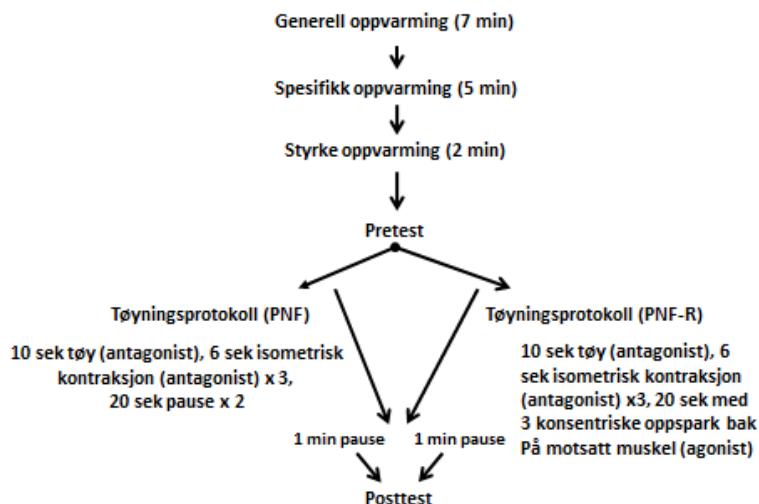 Generell oppvarming (7 min)
Spesifikk oppvarming (5 min)
Styrke oppvarming (2 min)
Pretest
Tøyningsprotokoll (PNF)
10 sek tøy (antagonist), 6 sek isometrisk
kontraksjon (antagonist) x 3,
20 sek pause x 2
Tøyningsprotokoll (PNF-R)
10 sek tøy (antagonist), 6
sek isometrisk kontraksjon
(antagonist) x3, 20 sek med
3 konsentriske oppspark bak
På motsatt muskel (agonist)
1 min pause
1 min pause
Posttest